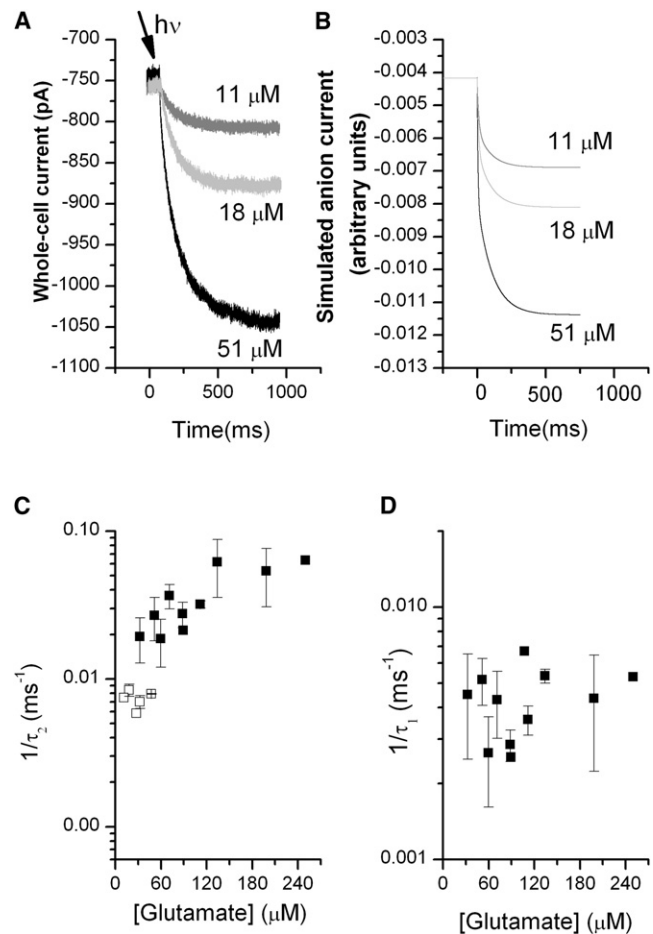 A
hν
-700
-750
-800
-850
-900
-950
-1000
-1050
-1100
Whole-cell current (pA)
11 μM
18 μM
51 μM
0 500 1000
Time(ms)
B
-0.003
-0.004
-0.005
-0.006
-0.007
-0.008
-0.009
-0.010
-0.011
-0.012
-0.013
Simulated anion current
(arbitrary units)
11 μM
18 μM
51 μM
0 500 1000
Time(ms)
C
0.10
0.01
0.00
1/τ2 (ms-1)
0 60 120 180 240
[Glutamate] (μM)
D
0.010
0.001
1/τ1 (ms-1)
0 60 120 180 240
[Glutamate] (μM)